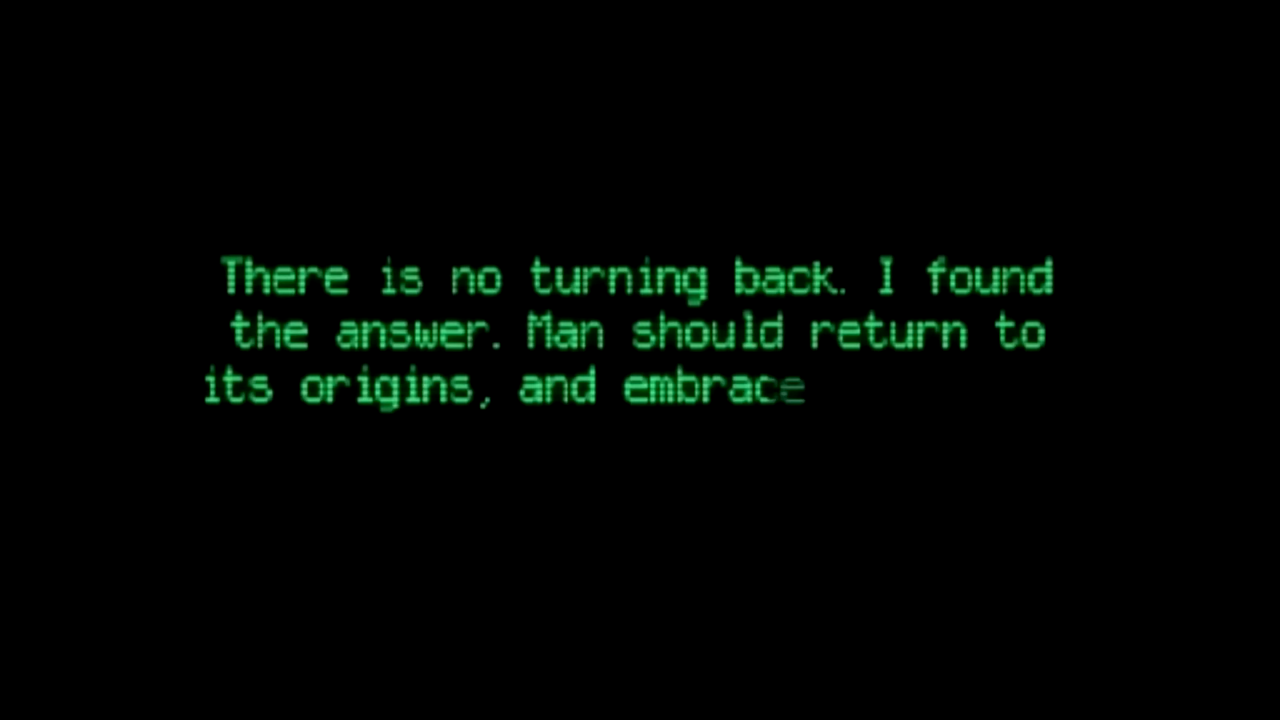 There is no turning back. I found
the answer. Man should return to
its origins, and embrace